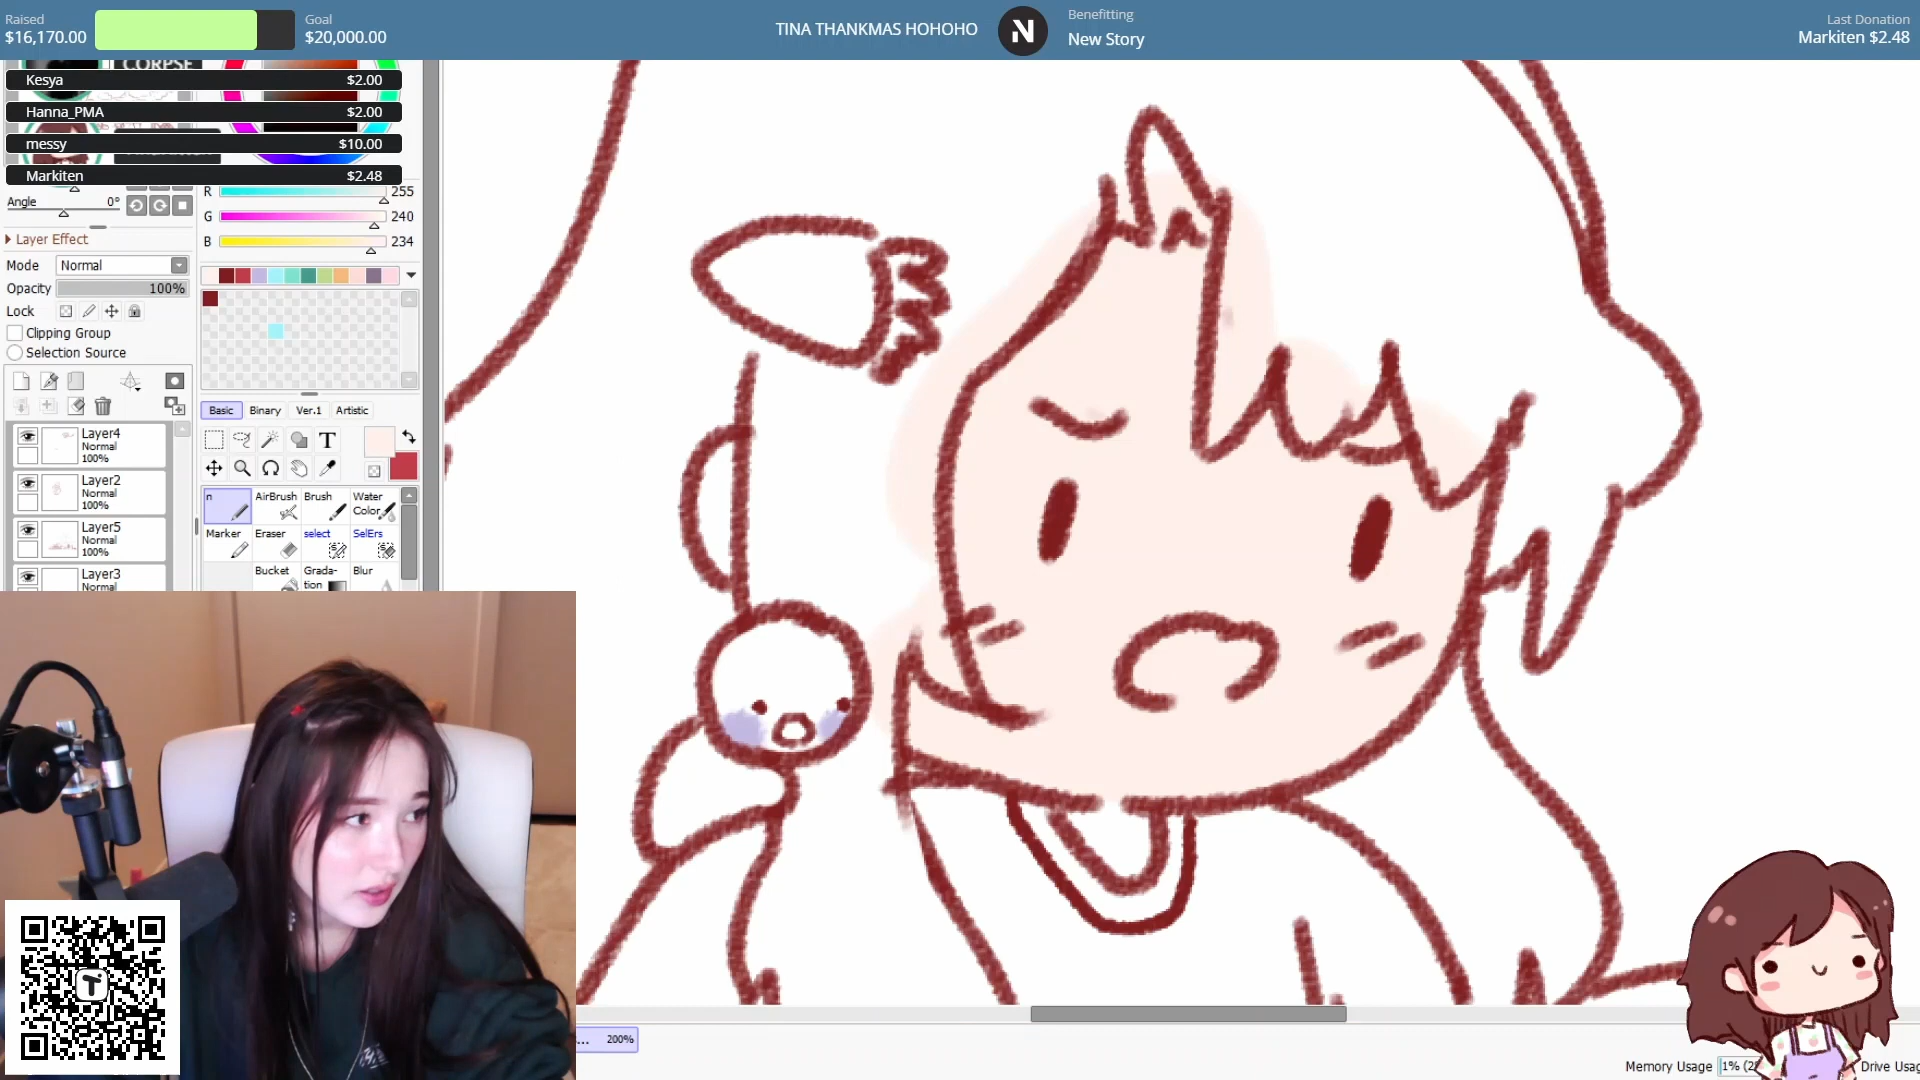 Raised
$16,170.00
Goal
$20,000.00
TINA THANKMAS HOHOHO
N
Benefitting
New Story
Last Donation
Markiten $2.48
CORPSE
Kesya $2.00
Hanna_PMA $2.00
messy $10.00
Markiten $2.48
Angle 0°
R 255
G 240
B 234
Layer Effect
Mode Normal
Opacity 100%
Lock
Clipping Group
Selection Source
Basic Binary Ver.1 Artistic
T
Layer4
Normal
100%
Layer2
Normal
100%
Layer5
Normal
100%
Layer3
Normal
n AirBrush Brush Water
Color
Marker Eraser select SelErs
Bucket Grada-
tion Blur
T
... 200%
Memory Usage 1% (2
Drive Usag